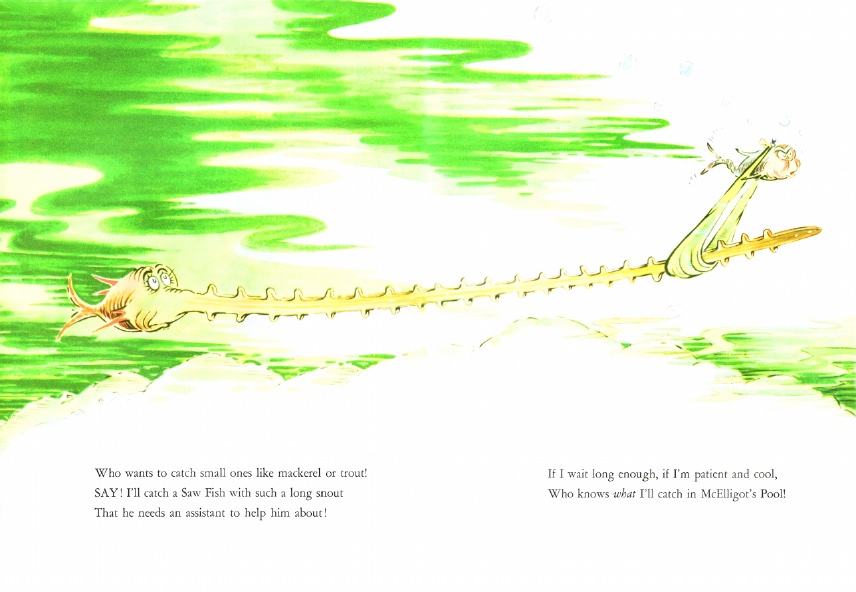 Who wants to catch small ones like mackerel or trout!
SAY! I'll catch a Saw Fish with such a long snout
That he needs an assistant to help him about!
If I wait long enough, if I'm patient and cool,
Who knows what I'll catch in McElligot's Pool!